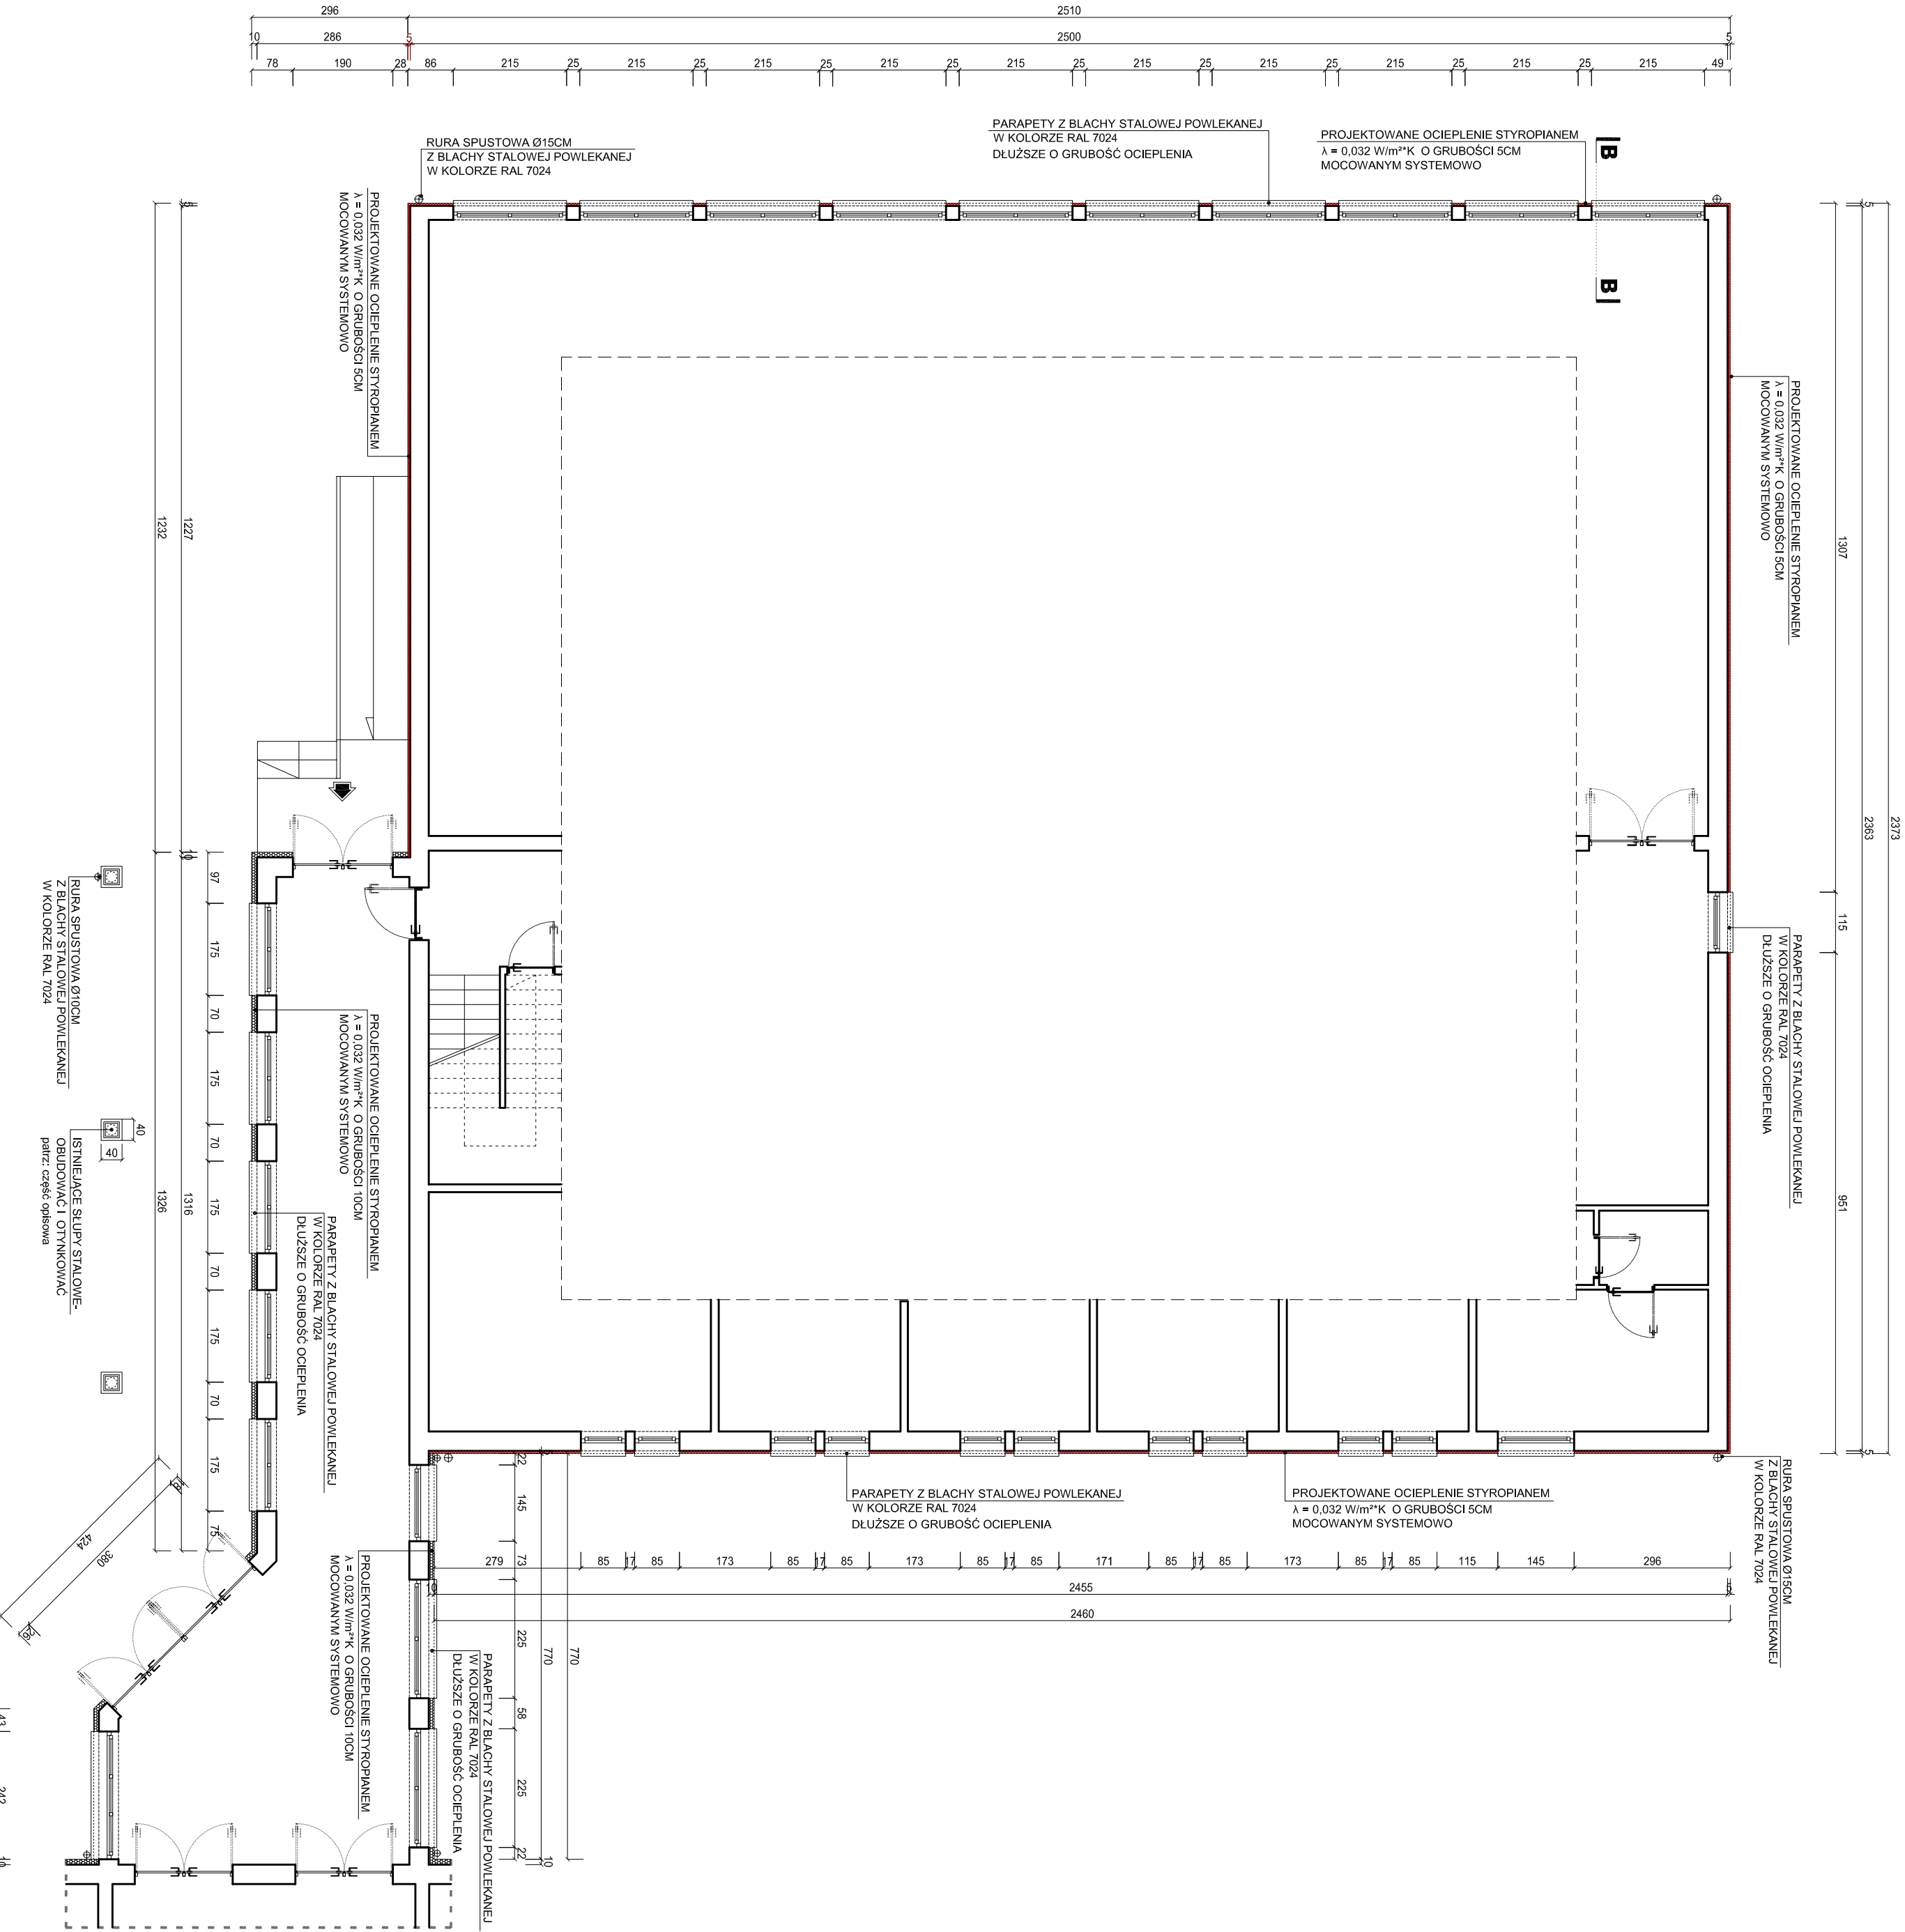 296
2510
10
286
5
2500
5
78
190
28
86
215
25
215
25
215
25
215
25
215
25
215
25
215
25
215
25
215
25
215
49
RURA SPUSTOWA Ø15CM
Z BLACHY STALOWEJ POWLEKANEJ
W KOLORZE RAL 7024
PARAPETY Z BLACHY STALOWEJ POWLEKANEJ
W KOLORZE RAL 7024
DŁUŻSZE O GRUBOŚĆ OCIEPLENIA
PROJEKTOWANE OCIEPLENIE STYROPIANEM
λ = 0,032 W/m²*K O GRUBOŚCI 5CM
MOCOWANYM SYSTEMOWO
B
B
PROJEKTOWANE OCIEPLENIE STYROPIANEM
λ = 0,032 W/m²*K O GRUBOŚCI 5CM
MOCOWANYM SYSTEMOWO
PROJEKTOWANE OCIEPLENIE STYROPIANEM
λ = 0,032 W/m²*K O GRUBOŚCI 5CM
MOCOWANYM SYSTEMOWO
5
1307
115
951
5
2363
5
2373
PARAPETY Z BLACHY STALOWEJ POWLEKANEJ
W KOLORZE RAL 7024
DŁUŻSZE O GRUBOŚĆ OCIEPLENIA
5
1227
10
1316
1232
1326
97
175
70
175
70
175
70
175
70
175
75
RURA SPUSTOWA Ø10CM
Z BLACHY STALOWEJ POWLEKANEJ
W KOLORZE RAL 7024
40
40
ISTNIEJĄCE SŁUPY STALOWE-
OBUDOWAĆ I OTYNKOWAĆ
patrz: część opisowa
PROJEKTOWANE OCIEPLENIE STYROPIANEM
λ = 0,032 W/m²*K O GRUBOŚCI 10CM
MOCOWANYM SYSTEMOWO
PARAPETY Z BLACHY STALOWEJ POWLEKANEJ
W KOLORZE RAL 7024
DŁUŻSZE O GRUBOŚĆ OCIEPLENIA
18
380
26
424
PARAPETY Z BLACHY STALOWEJ POWLEKANEJ
W KOLORZE RAL 7024
DŁUŻSZE O GRUBOŚĆ OCIEPLENIA
PROJEKTOWANE OCIEPLENIE STYROPIANEM
λ = 0,032 W/m²*K O GRUBOŚCI 5CM
MOCOWANYM SYSTEMOWO
RURA SPUSTOWA Ø15CM
Z BLACHY STALOWEJ POWLEKANEJ
W KOLORZE RAL 7024
279
85
17
85
173
85
17
85
173
85
17
85
171
85
17
85
173
85
17
85
115
145
296
10
2455
5
2460
22
145
73
225
58
225
22
770
10
770
PROJEKTOWANE OCIEPLENIE STYROPIANEM
λ = 0,032 W/m²*K O GRUBOŚCI 10CM
MOCOWANYM SYSTEMOWO
PARAPETY Z BLACHY STALOWEJ POWLEKANEJ
W KOLORZE RAL 7024
DŁUŻSZE O GRUBOŚĆ OCIEPLENIA
43
242
10